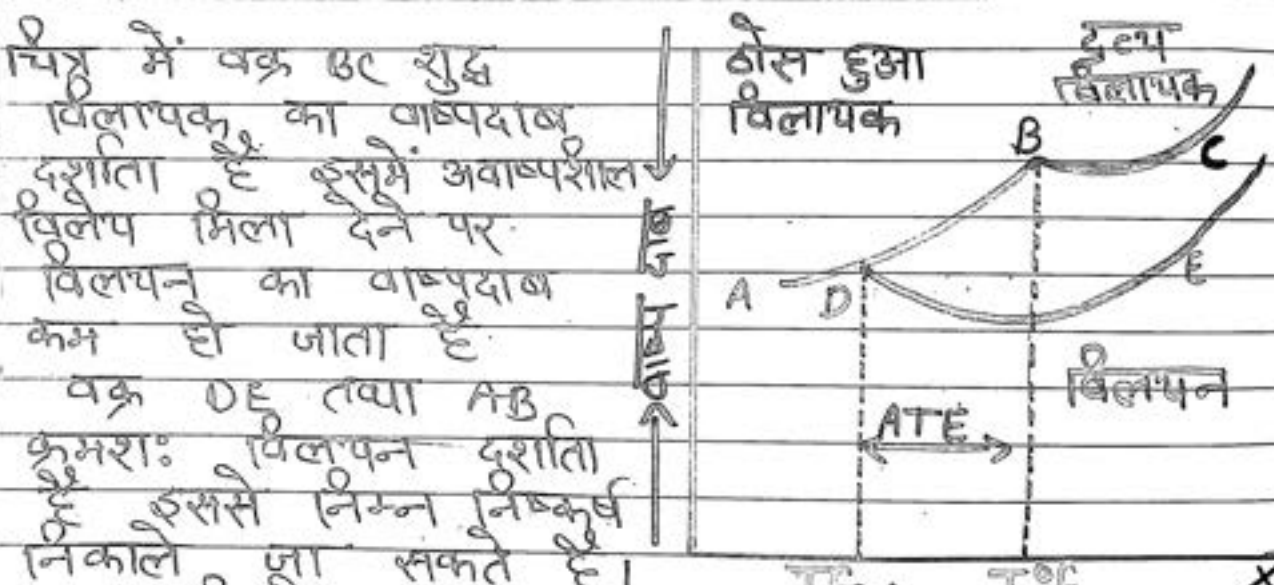 चित्र में वक्र BC शुद्ध
विलायक का वाष्पदाब
दर्शाता है इसमें अवाष्पशील
विलेय मिला देने पर
विलयन का वाष्पदाब
कम हो जाता है
वक्र DE तथा AB
क्रमशः विलयन दर्शाता
है इससे निम्न निष्कर्ष
निकाले जा सकते है।
वाष्प दाब
ठोस हुआ
विलायक
द्रव्य
विलायक
B
C
A
D
E
विलयन
ATE